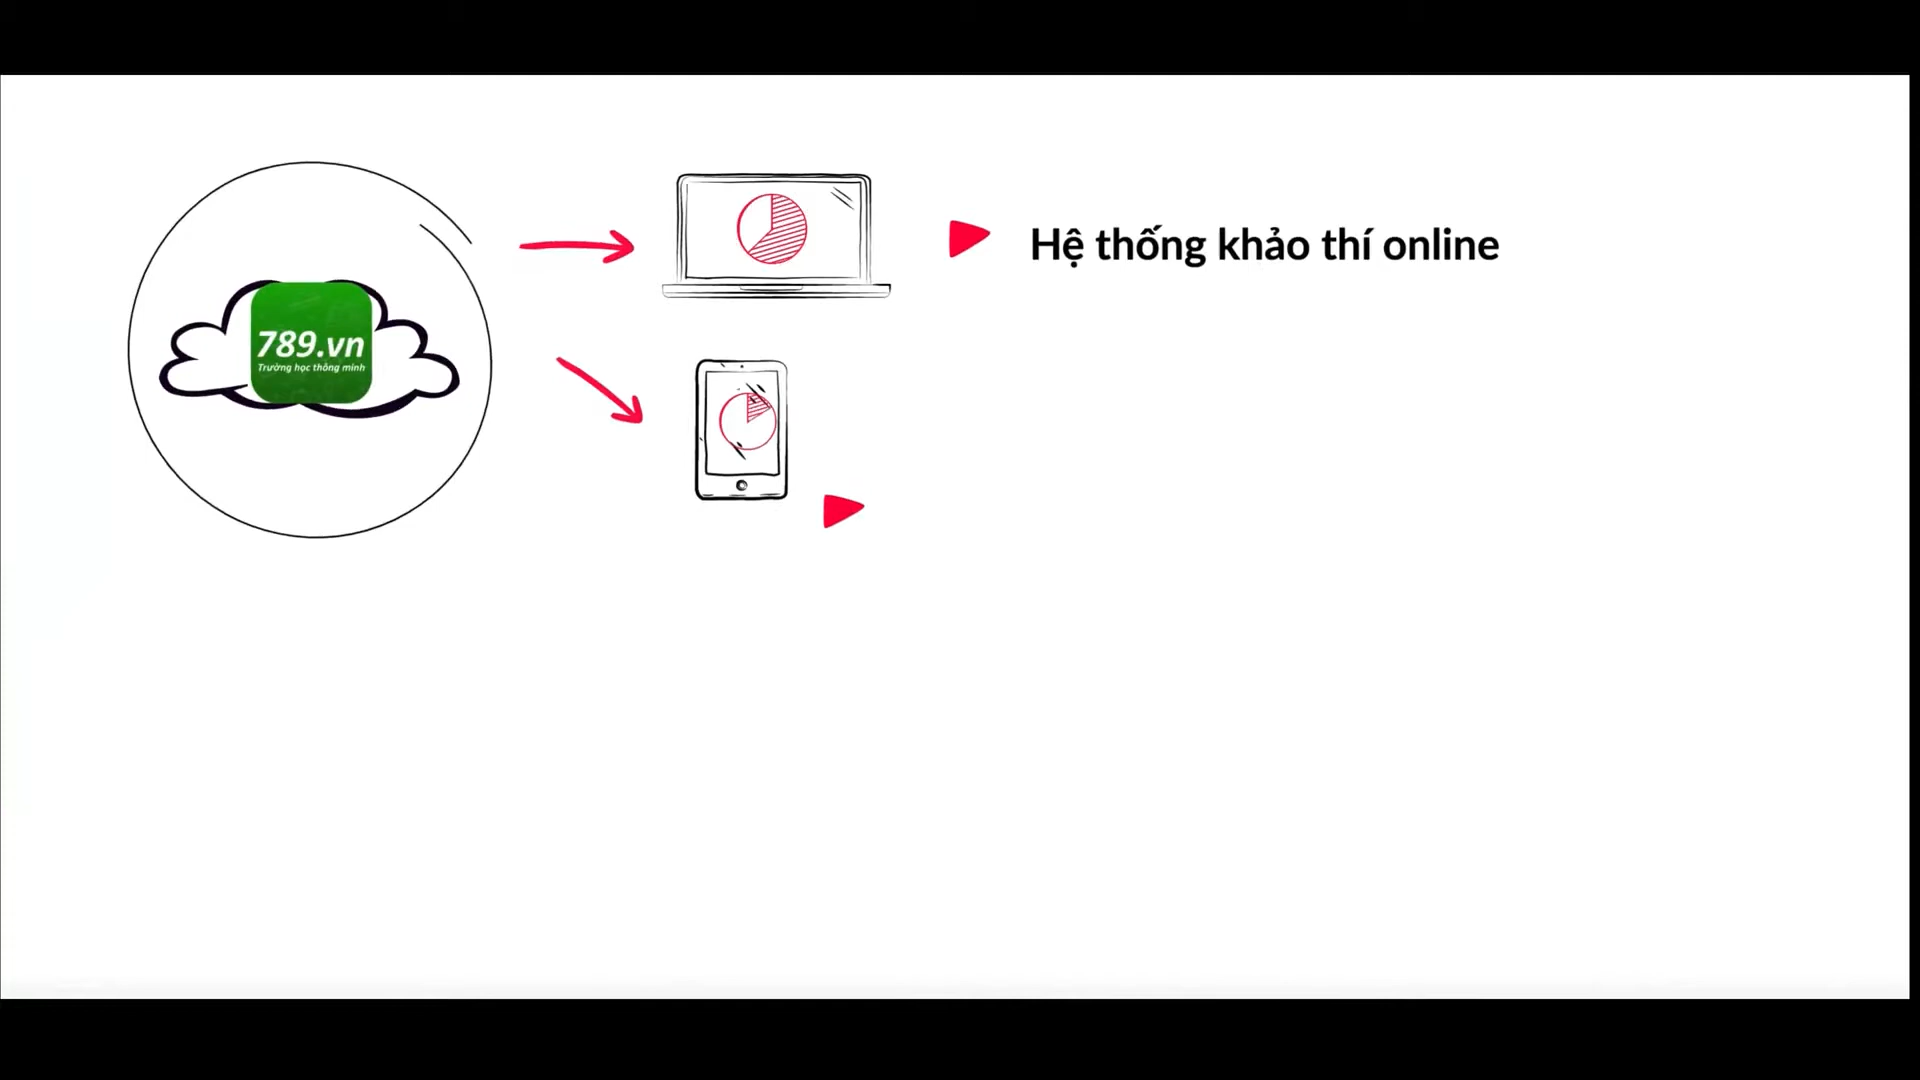 789.vn
Trường học thông minh
Hệ thống khảo thí online